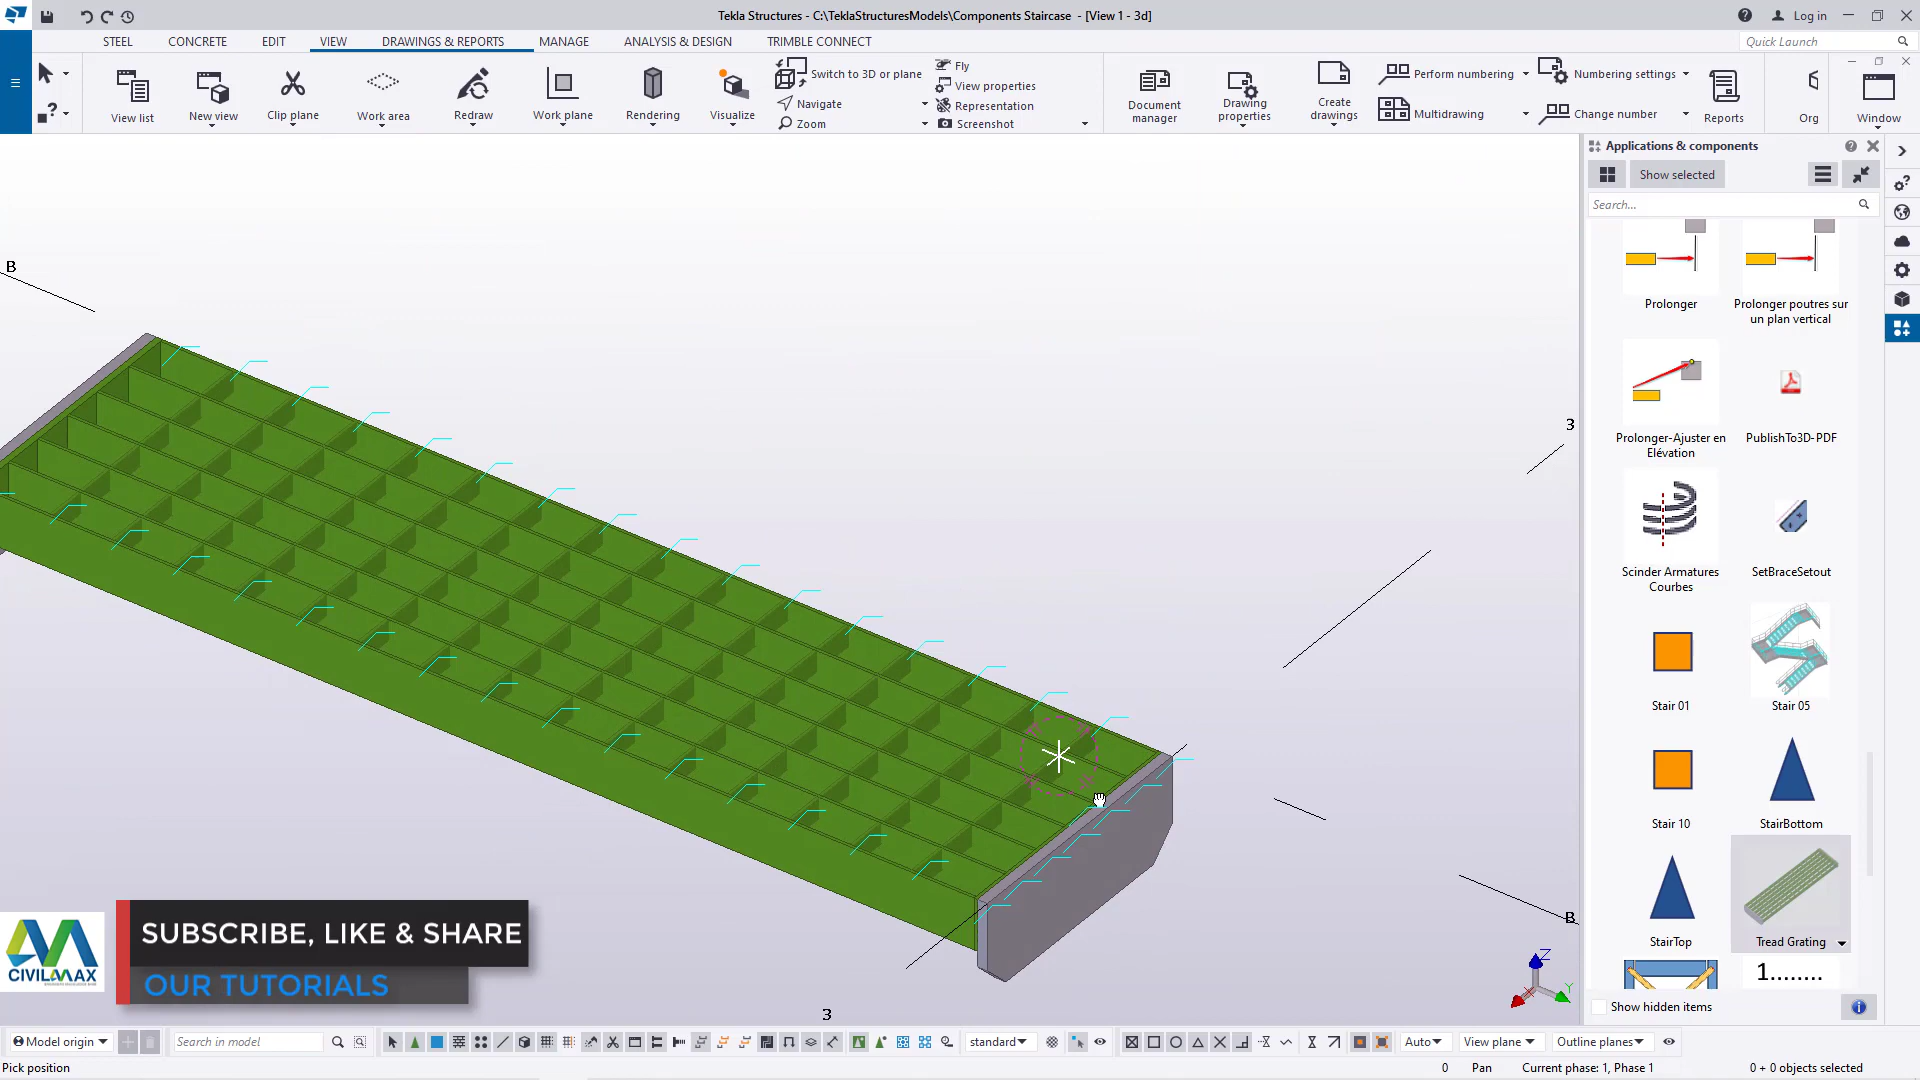 Tekla Structures - C:\TeklaStructuresModels\Components Staircase - [View 1 - 3d]
Log in
STEEL
CONCRETE
EDIT
VIEW
DRAWINGS & REPORTS
MANAGE
ANALYSIS & DESIGN
TRIMBLE CONNECT
Quick Launch
View list
New view
Clip plane
Work area
Redraw
Work plane
Rendering
Visualize
Switch to 3D or plane
Navigate
Zoom
Fly
View properties
Representation
Screenshot
Document manager
Drawing properties
Create drawings
Perform numbering
Multidrawing
Numbering settings
Change number
Reports
Org
Window
Applications & components
Show selected
Search...
Prolonger
Prolonger poutres sur
un plan vertical
Prolonger-Ajuster en
Elévation
PublishTo3D-PDF
Scinder Armatures
Courbes
SetBraceSetout
Stair 01
Stair 05
Stair 10
StairBottom
StairTop
Tread Grating
1........
Show hidden items
B
3
B
3
Z
Y
X
CIVILMAX
SUBSCRIBE, LIKE & SHARE
OUR TUTORIALS
Model origin
Search in model
standard
Auto
View plane
Outline planes
Pick position
0
Pan
Current phase: 1, Phase 1
0 + 0 objects selected